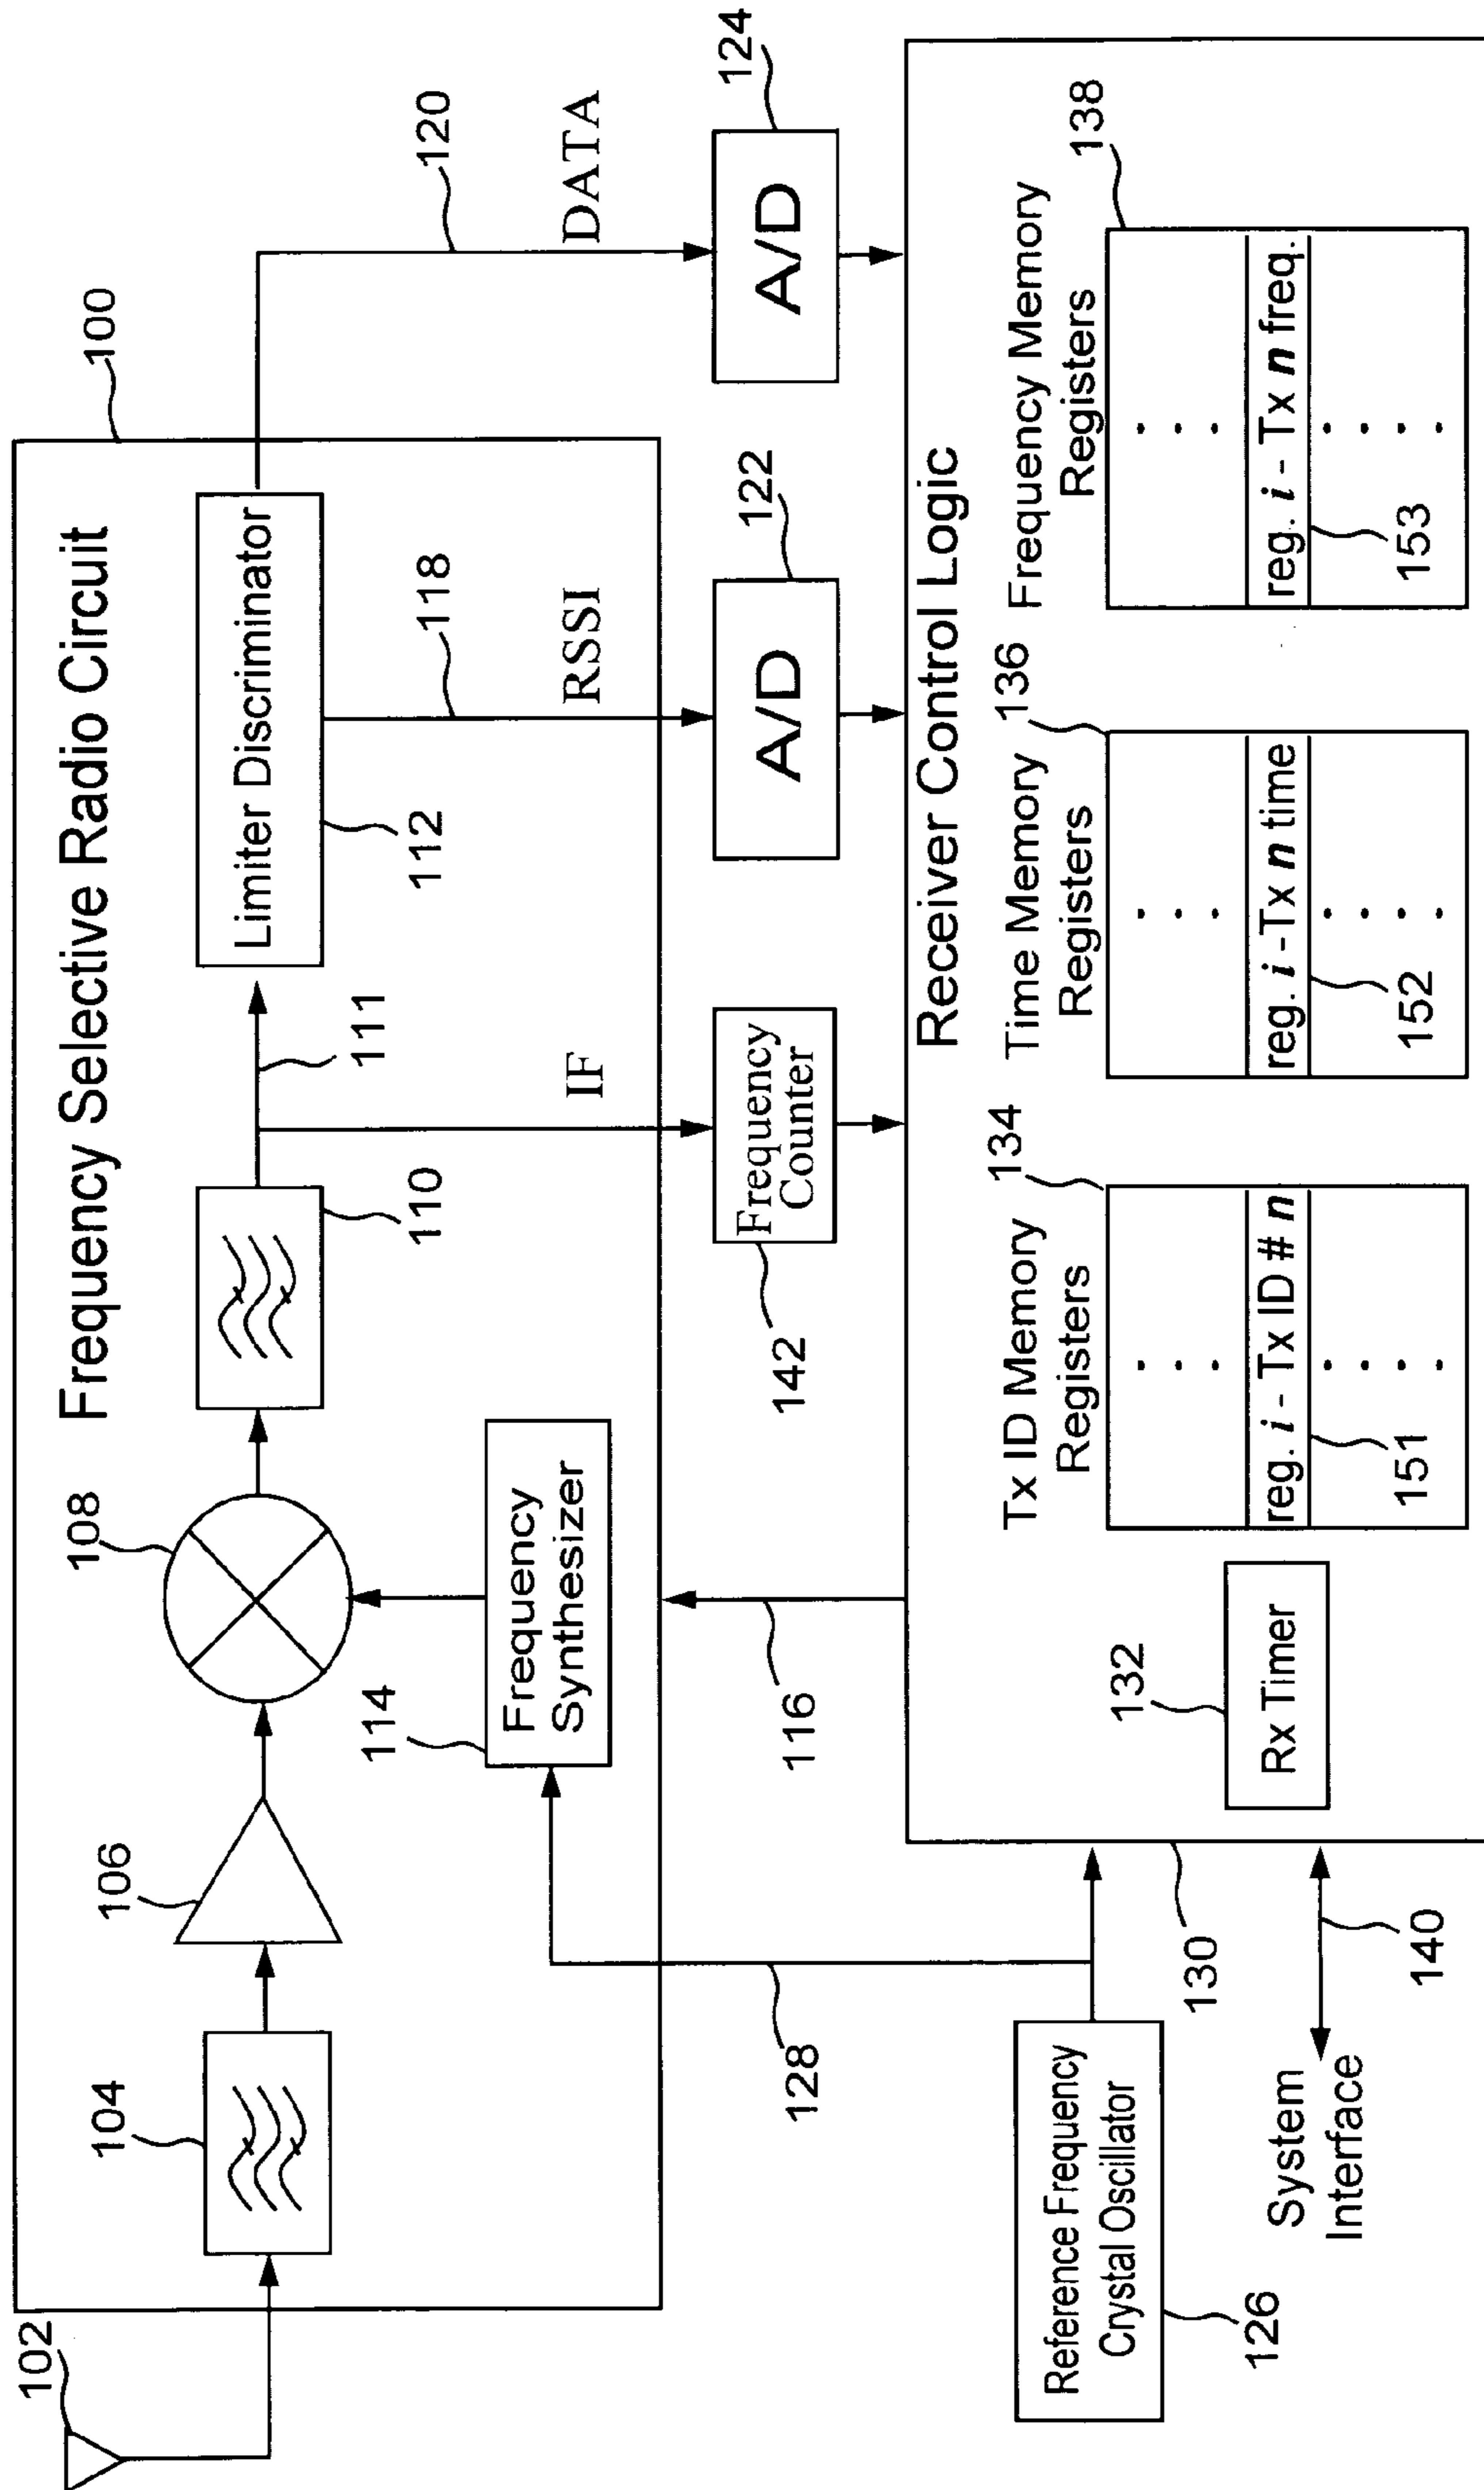 102
104
106
108
110
111
112
114
100
Frequency Selective Radio Circuit
Limiter Discriminator
Frequency
Synthesizer
IF
118
RSSI
120
DATA
116
128
142
Frequency
Counter
A/D
122
A/D
124
Reference Frequency
Crystal Oscillator
126
System
Interface
140
130
Receiver Control Logic
132
Rx Timer
Tx ID Memory
Registers
134
reg. i - Tx ID # n
151
Time Memory
Registers
136
reg. i -Tx n time
152
Frequency Memory
Registers
138
reg. i - Tx n freq.
153